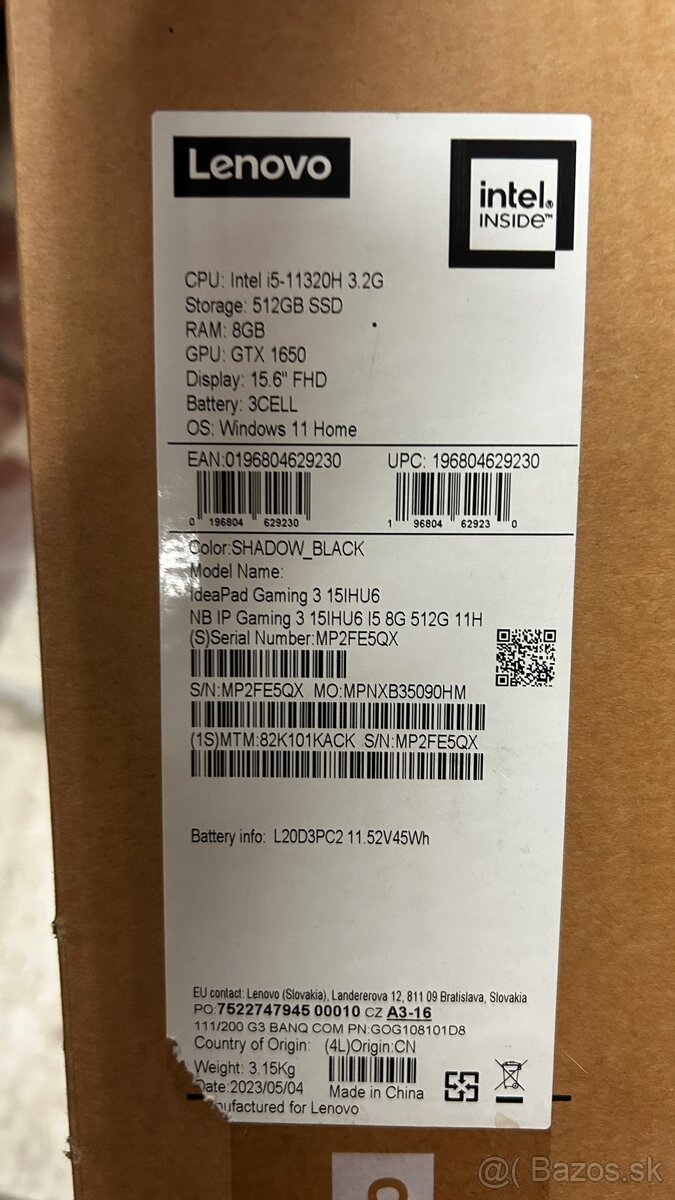 Lenovo
intel.®
INSIDE™
CPU: Intel i5-11320H 3.2G
Storage: 512GB SSD
RAM: 8GB
GPU: GTX 1650
Display: 15.6" FHD
Battery: 3CELL
OS: Windows 11 Home
EAN:0196804629230 UPC: 196804629230
0 196804 629230 1 96804 62923 0
Color:SHADOW_BLACK
Model Name:
IdeaPad Gaming 3 15IHU6
NB IP Gaming 3 15IHU6 I5 8G 512G 11H
(S)Serial Number:MP2FE5QX
S/N:MP2FE5QX MO:MPNXB35090HM
(1S)MTM:82K101KACK S/N:MP2FE5QX
Battery info: L20D3PC2 11.52V45Wh
EU contact: Lenovo (Slovakia), Landererova 12, 811 09 Bratislava, Slovakia
PO:7522747945 00010 CZ A3-16
111/200 G3 BANQ COM PN:GOG108101D8
Country of Origin: (4L)Origin:CN
Weight: 3.15Kg
Date:2023/05/04 Made in China
nufactured for Lenovo
@( Bazos.sk